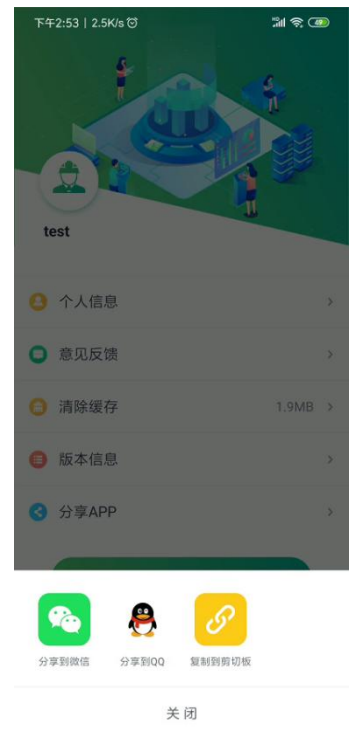 下午2:53 | 2.5K/s
49
test
个人信息
意见反馈
清除缓存 1.9MB
版本信息
分享APP
分享到微信 分享到QQ 复制到剪切板
关闭